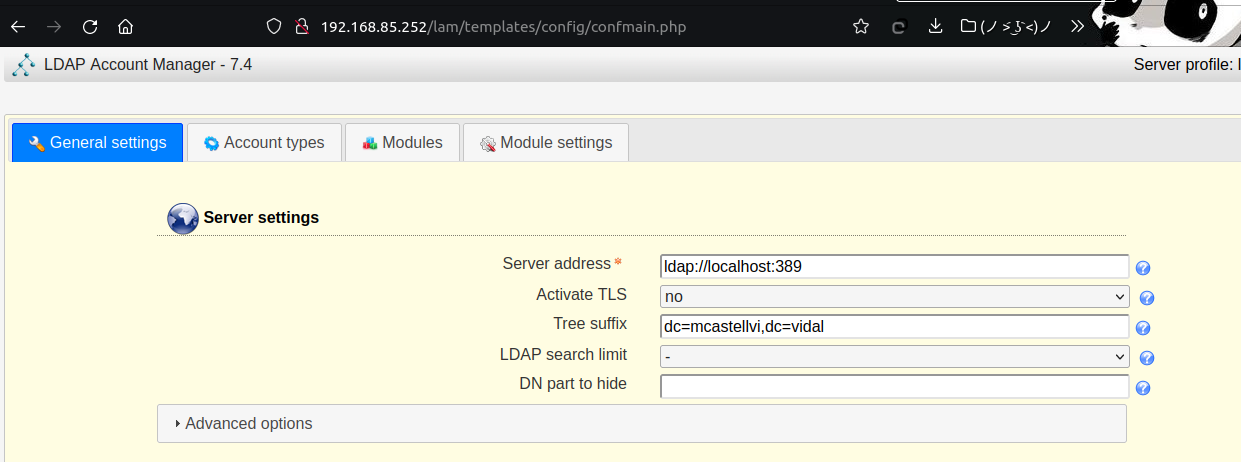 192.168.85.252/lam/templates/config/confmain.php
(ノ ͡° ͜ʖ ͡°)ノ
LDAP Account Manager - 7.4
Server profile: l
General settings
Account types
Modules
Module settings
Server settings
Server address*
ldap://localhost:389
Activate TLS
no
Tree suffix
dc=mcastellvi,dc=vidal
LDAP search limit
-
DN part to hide
Advanced options